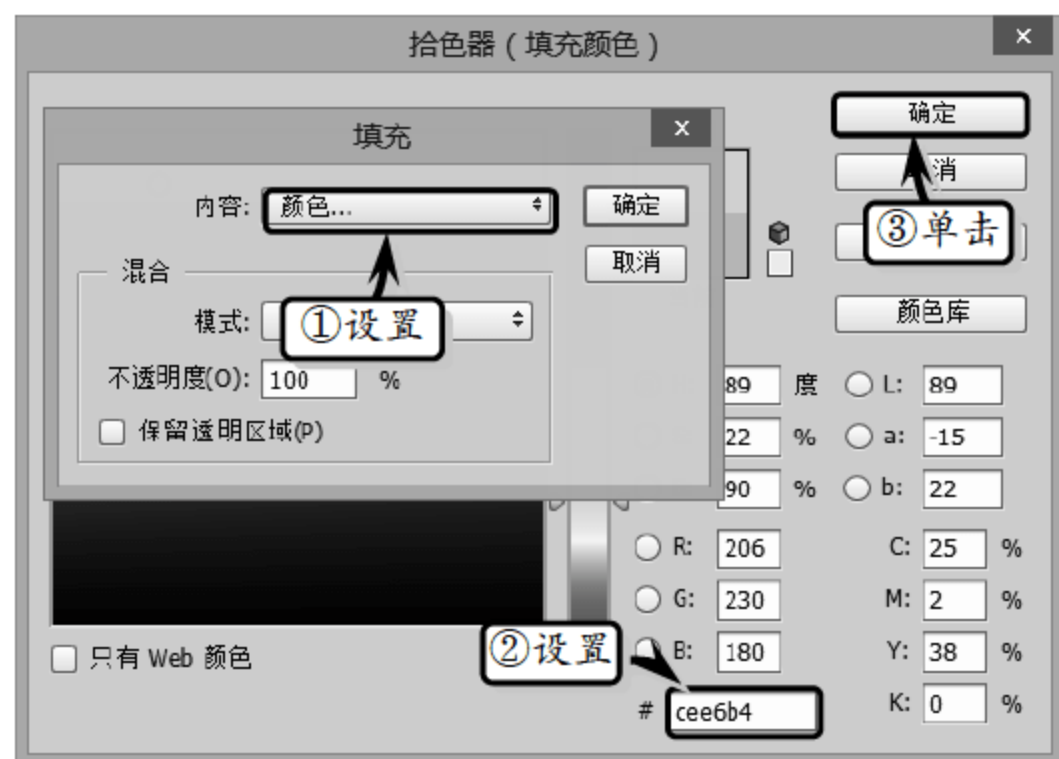 拾色器（填充颜色）
×
填充
x
确定
消
内容: 颜色...
确定
取消
③单击
混合
模式:
①设置
颜色库
不透明度(O): 100 %
保留透明区域(P)
89 度
L: 89
22 %
a: -15
90 %
b: 22
R: 206
C: 25 %
G: 230
M: 2 %
②设置
B: 180
Y: 38 %
只有 Web 颜色
# cee6b4
K: 0 %